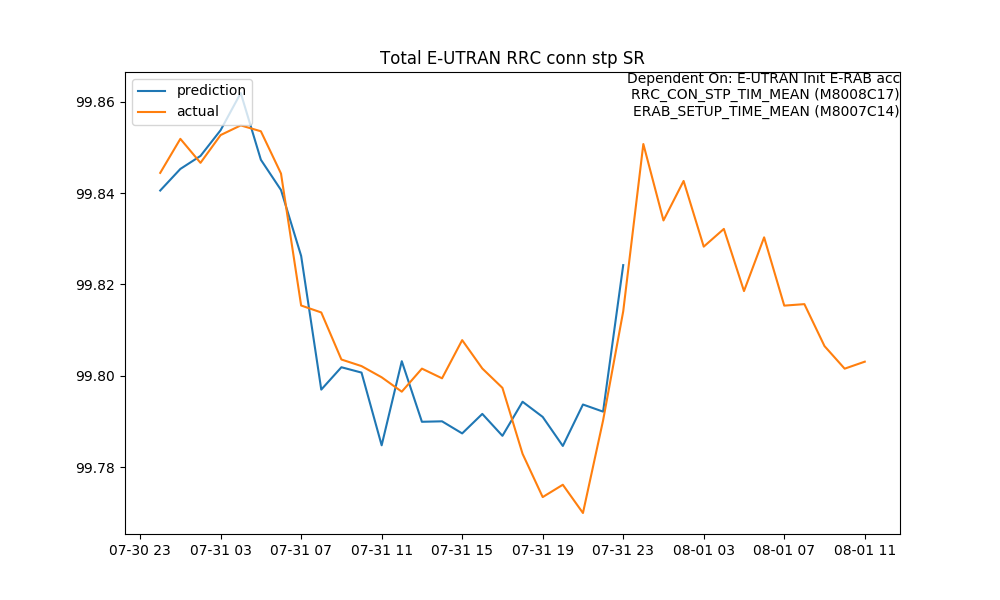 Total E-UTRAN RRC conn stp SR
prediction
actual
Dependent On: E-UTRAN Init E-RAB acc
RRC_CON_STP_TIM_MEAN (M8008C17)
ERAB_SETUP_TIME_MEAN (M8007C14)
99.86
99.84
99.82
99.80
99.78
07-30 23 07-31 03 07-31 07 07-31 11 07-31 15 07-31 19 07-31 23 08-01 03 08-01 07 08-01 11